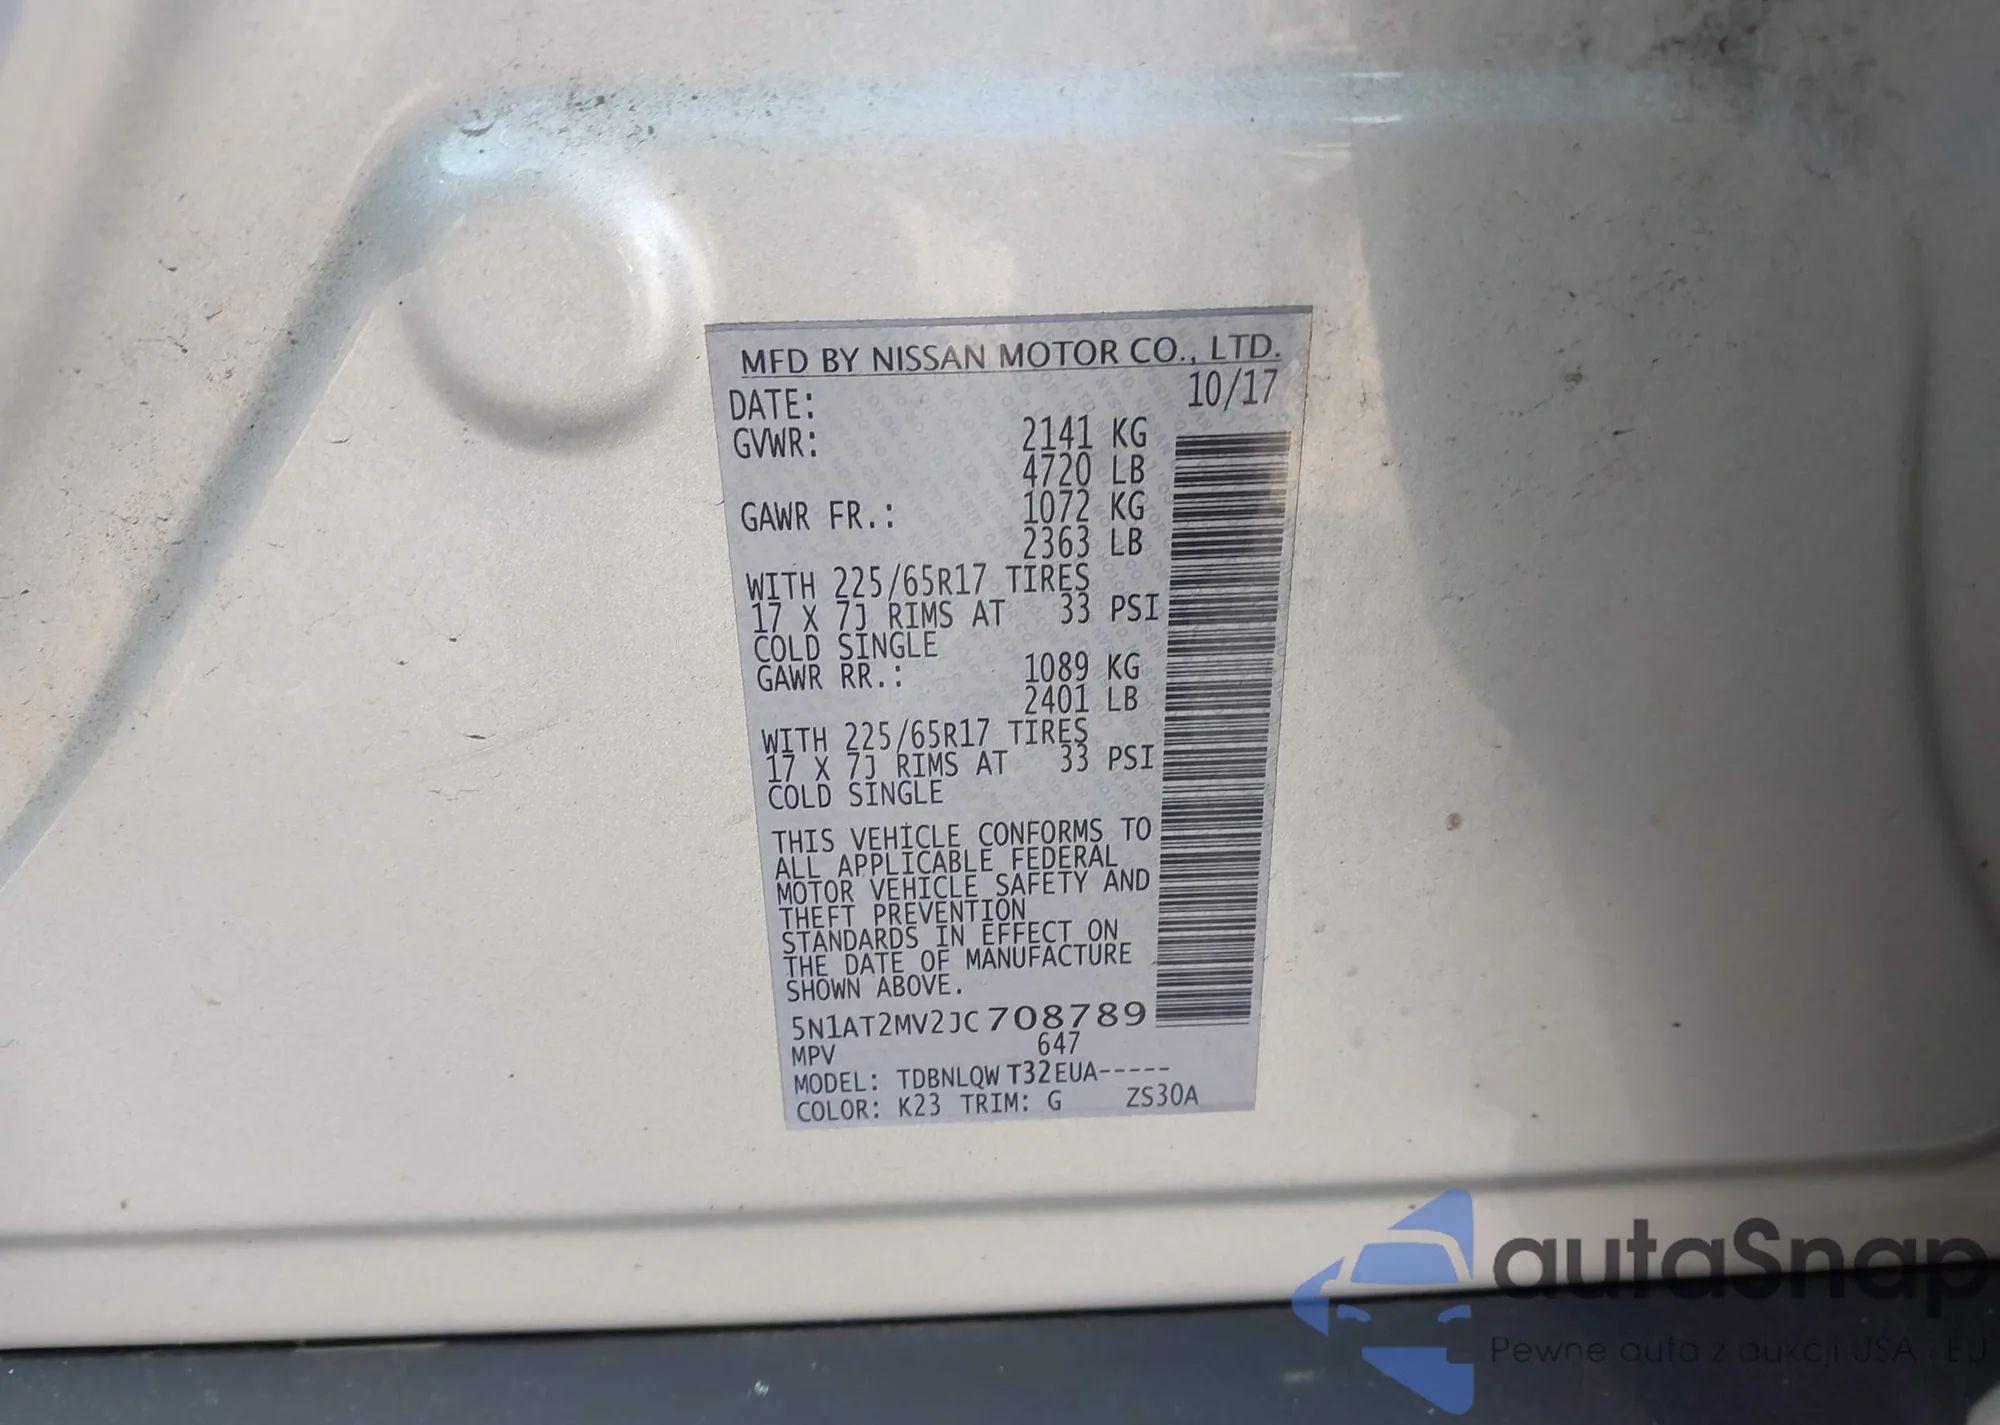 MFD BY NISSAN MOTOR CO., LTD.
DATE: 10/17
GVWR: 2141 KG
4720 LB
GAWR FR.: 1072 KG
2363 LB
WITH 225/65R17 TIRES
17 X 7J RIMS AT 33 PSI
COLD SINGLE
GAWR RR.: 1089 KG
2401 LB
WITH 225/65R17 TIRES
17 X 7J RIMS AT 33 PSI
COLD SINGLE
THIS VEHICLE CONFORMS TO
ALL APPLICABLE FEDERAL
MOTOR VEHICLE SAFETY AND
THEFT PREVENTION
STANDARDS IN EFFECT ON
THE DATE OF MANUFACTURE
SHOWN ABOVE.
5N1AT2MV2JC708789
MPV 647
MODEL: TDBNLQWT32EUA-----
COLOR: K23 TRIM: G ZS30A
autaSnap
Pewne auta z aukcji USA i EU